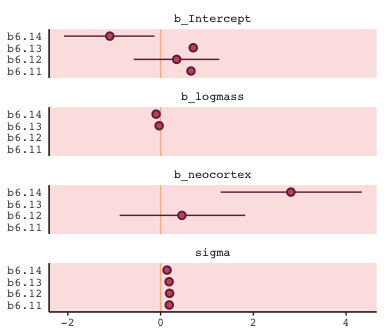 b_Intercept
b6.14
b6.13
b6.12
b6.11
b_logmass
b6.14
b6.13
b6.12
b6.11
b_neocortex
b6.14
b6.13
b6.12
b6.11
sigma
b6.14
b6.13
b6.12
b6.11
−2 0 2 4